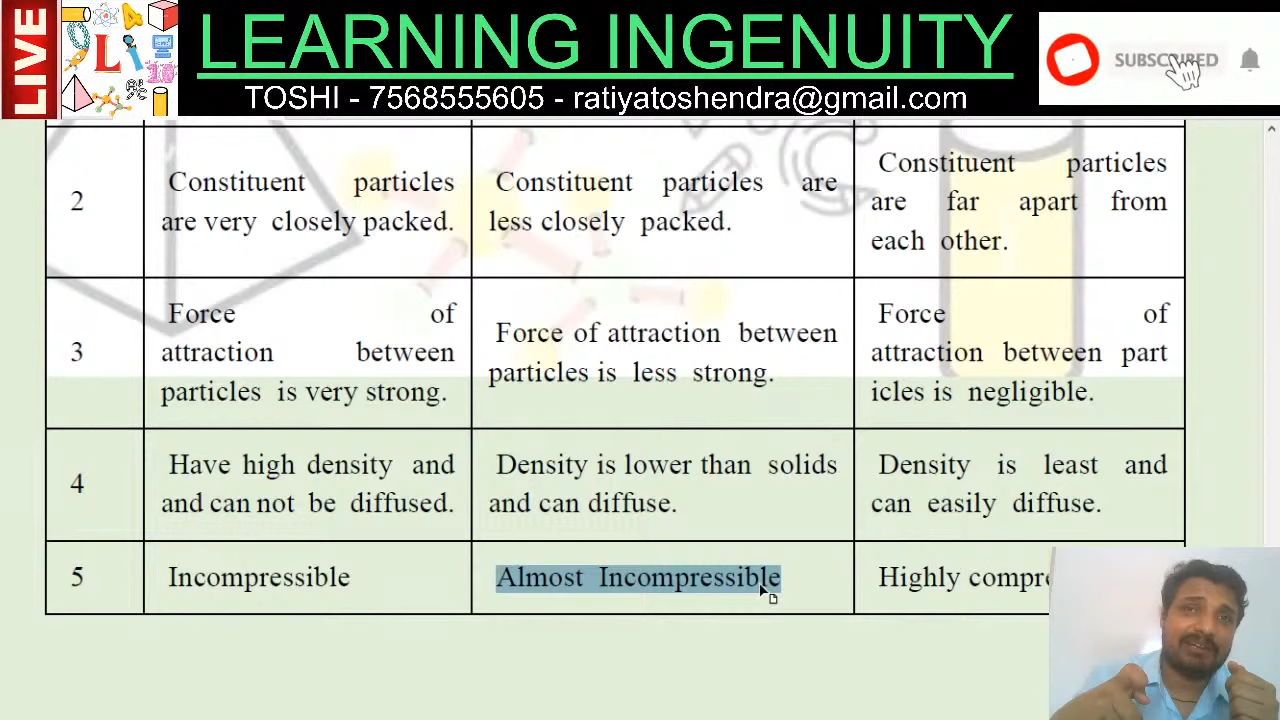 LIVE
LEARNING INGENUITY
TOSHI - 7568555605 - ratiyatoshendra@gmail.com
SUBSCRIBED
2
Constituent particles
are very closely packed.
Constituent particles are
less closely packed.
Constituent particles
are far apart from
each other.
3
Force of
attraction between
particles is very strong.
Force of attraction between
particles is less strong.
Force of
attraction between part
icles is negligible.
4
Have high density and
and can not be diffused.
Density is lower than solids
and can diffuse.
Density is least and
can easily diffuse.
5
Incompressible
Almost Incompressible
Highly